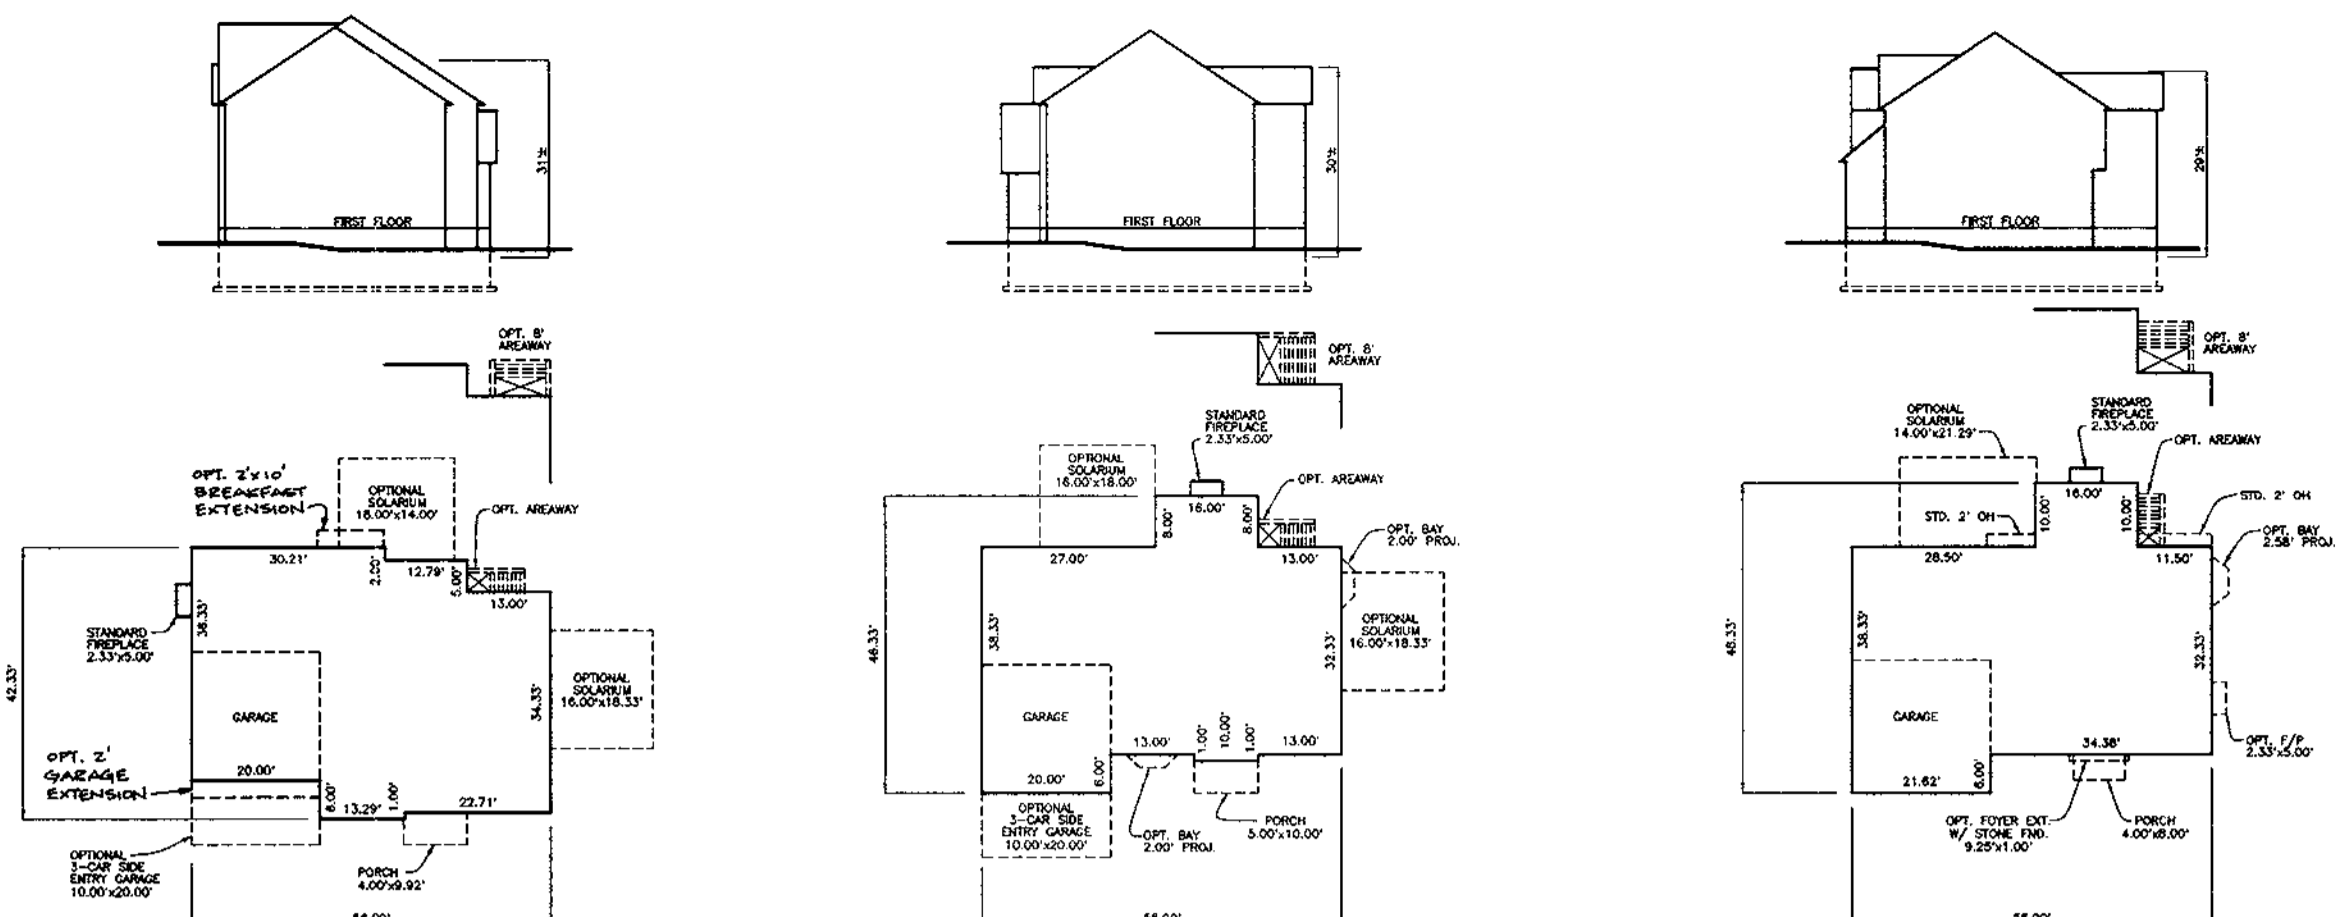 31'±
FIRST FLOOR
OPT. 8'
AREAWAY
OPT. 2'x10'
BREAKFAST
EXTENSION
OPTIONAL
SOLARIUM
18.00'x14.00'
OPT. AREAWAY
30.21'
2.00'
12.79'
5.00'
13.00'
STANDARD
FIREPLACE
2.33'x5.00'
42.33'
GARAGE
34.33'
OPTIONAL
SOLARIUM
16.00'x18.33'
OPT. 2'
GARAGE
EXTENSION
20.00'
13.29'
1.00'
22.71'
OPTIONAL
3-CAR SIDE
ENTRY GARAGE
10.00'x20.00'
PORCH
4.00'x9.92'
30'±
FIRST FLOOR
OPT. 8'
AREAWAY
STANDARD
FIREPLACE
2.33'x5.00'
OPTIONAL
SOLARIUM
16.00'x18.00'
OPT. AREAWAY
16.00'
8.00'
8.00'
OPT. BAY
2.00' PROJ.
27.00'
13.00'
38.33'
OPTIONAL
SOLARIUM
16.00'x18.33'
32.33'
GARAGE
13.00'
1.00'
10.00'
1.00'
13.00'
20.00'
6.00'
OPTIONAL
3-CAR SIDE
ENTRY GARAGE
10.00'x20.00'
OPT. BAY
2.00' PROJ.
PORCH
5.00'x10.00'
29'±
FIRST FLOOR
OPT. 8'
AREAWAY
OPTIONAL
SOLARIUM
14.00'x21.29'
STANDARD
FIREPLACE
2.33'x5.00'
OPT. AREAWAY
16.00'
10.00'
10.00'
STD. 2' OH
STD. 2' OH
OPT. BAY
2.58' PROJ.
28.50'
11.50'
38.33'
32.33'
GARAGE
34.38'
OPT. F/P
2.33'x5.00'
21.62'
6.00'
OPT. FOYER EXT.
W/ STONE FND.
9.25'x1.00'
PORCH
4.00'x8.00'